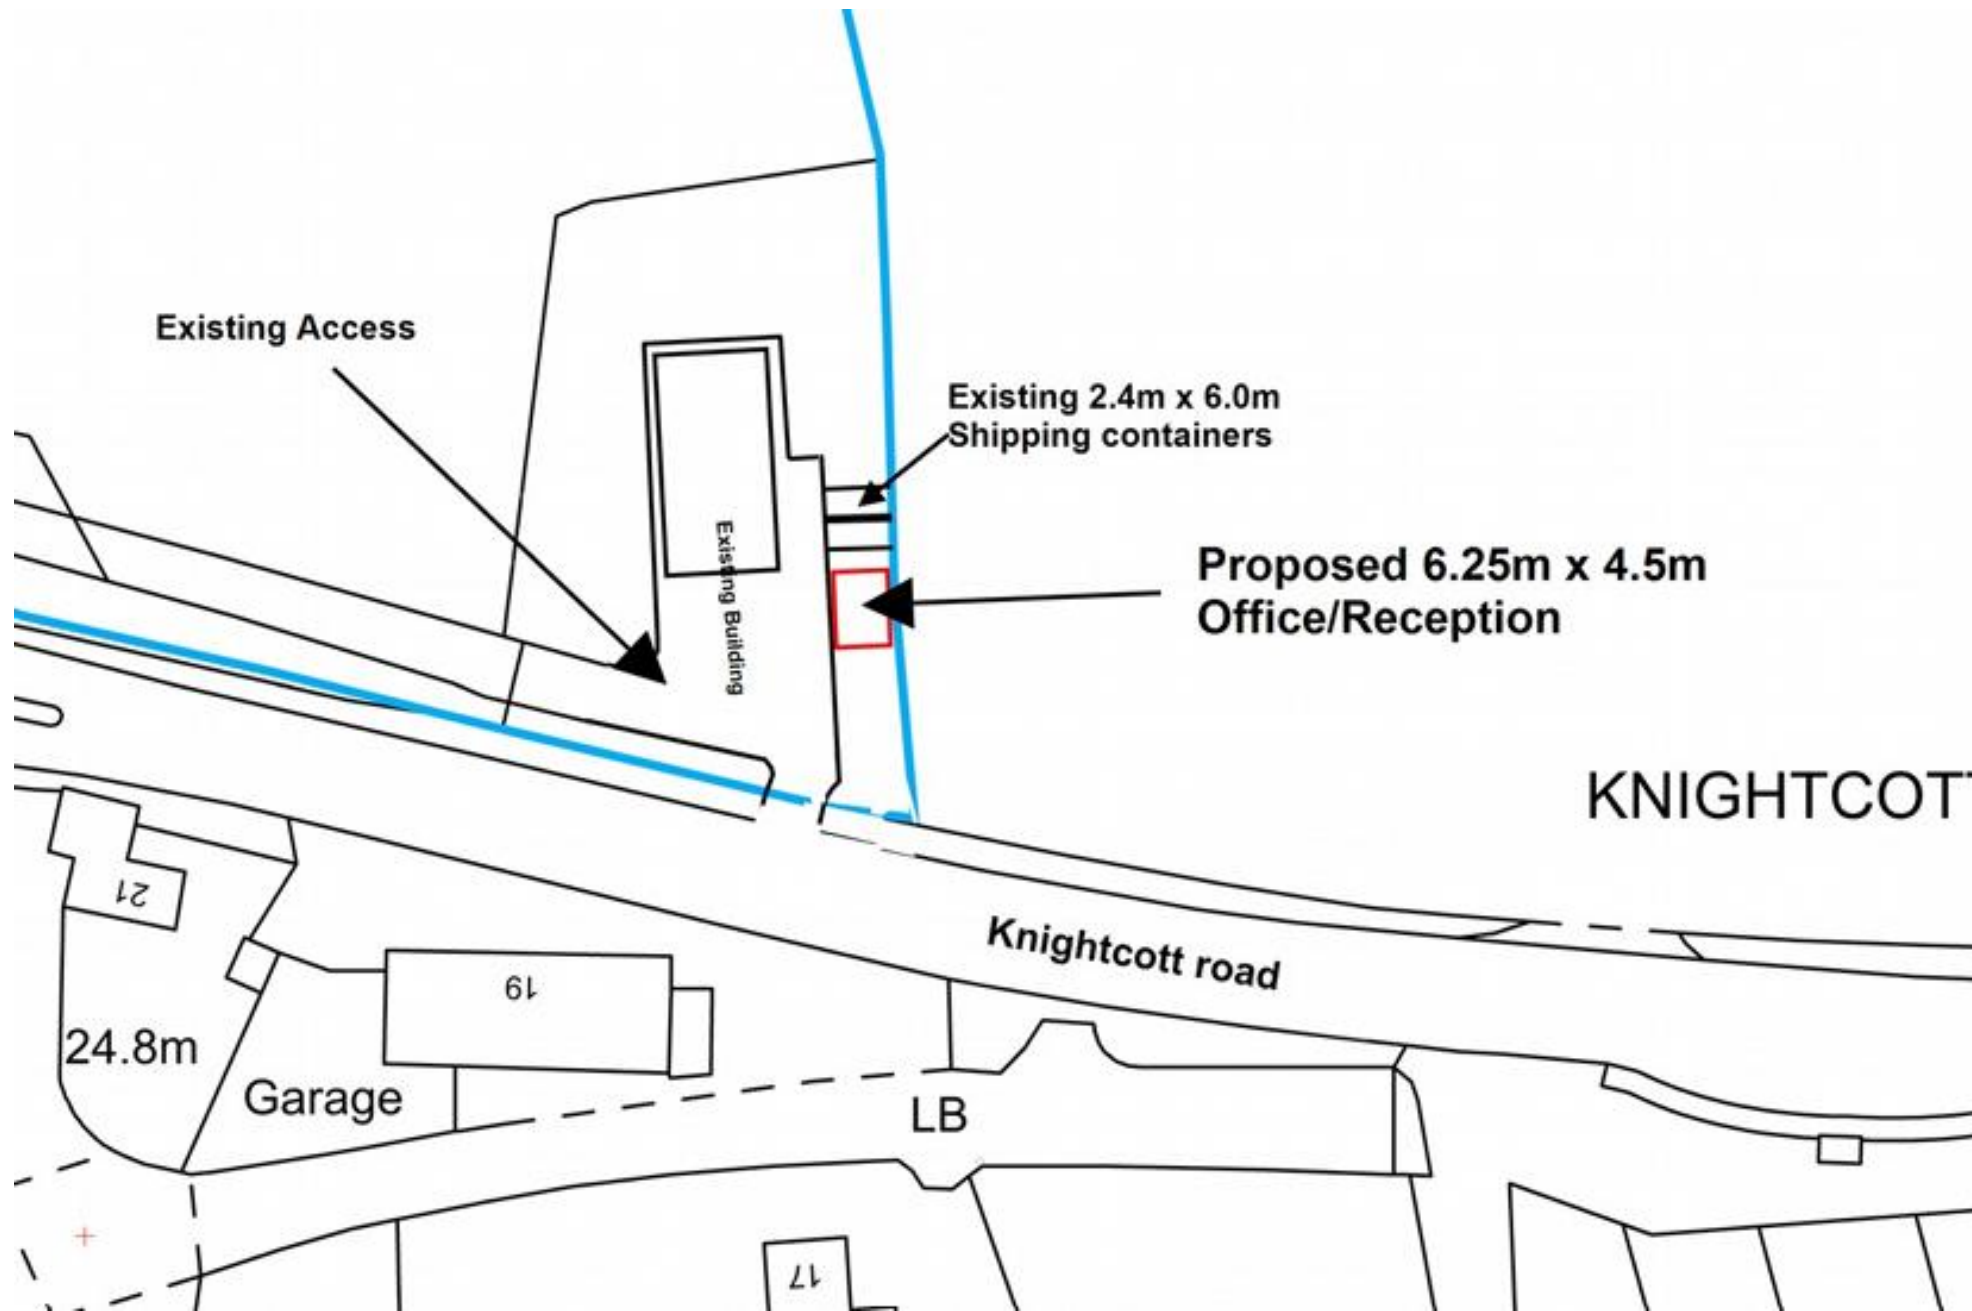 Existing Access
Existing 2.4m x 6.0m
Shipping containers
Existing Building
Proposed 6.25m x 4.5m
Office/Reception
KNIGHTCOTT
Knightcott road
21
19
24.8m
Garage
LB
17